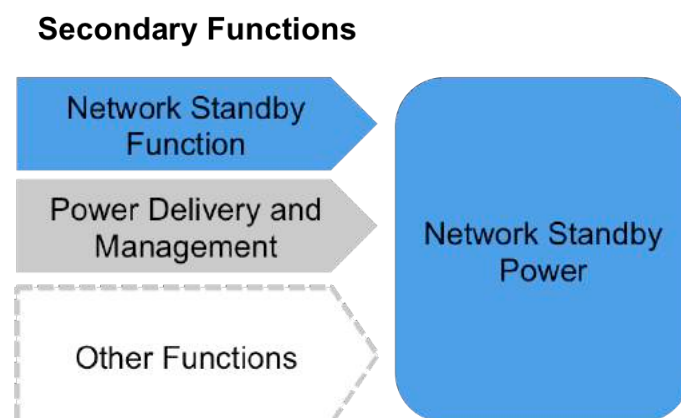 Secondary Functions
Network Standby
Function
Power Delivery and
Management
Network Standby
Power
Other Functions